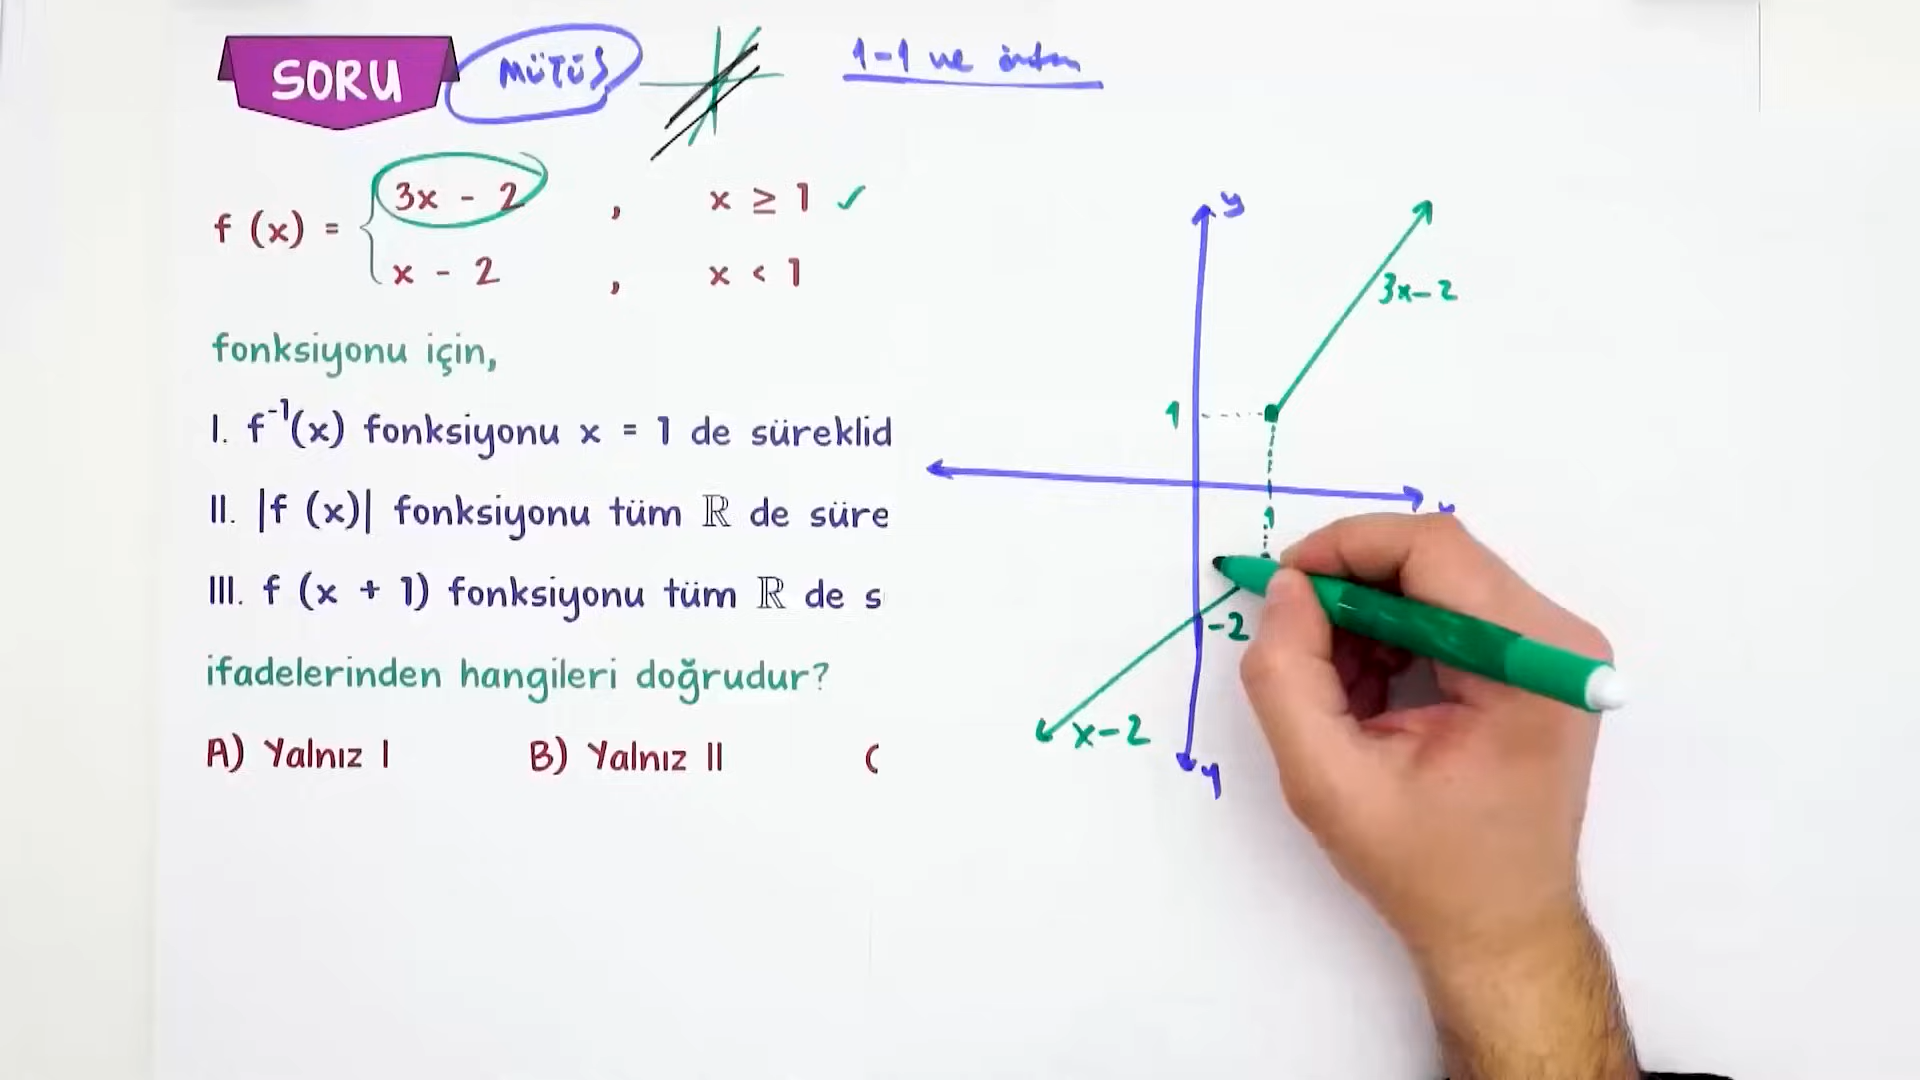 SORU MÜTÜŞ 1-1 ve örten
f (x) =
3x - 2 , x ≥ 1 ✓
x - 2 , x < 1
fonksiyonu için,
I. f⁻¹(x) fonksiyonu x = 1 de süreklid
II. |f (x)| fonksiyonu tüm ℝ de süre
III. f (x + 1) fonksiyonu tüm ℝ de s
ifadelerinden hangileri doğrudur?
A) Yalnız I B) Yalnız II C
y
3x-2
1
x
1
-2
x-2
y